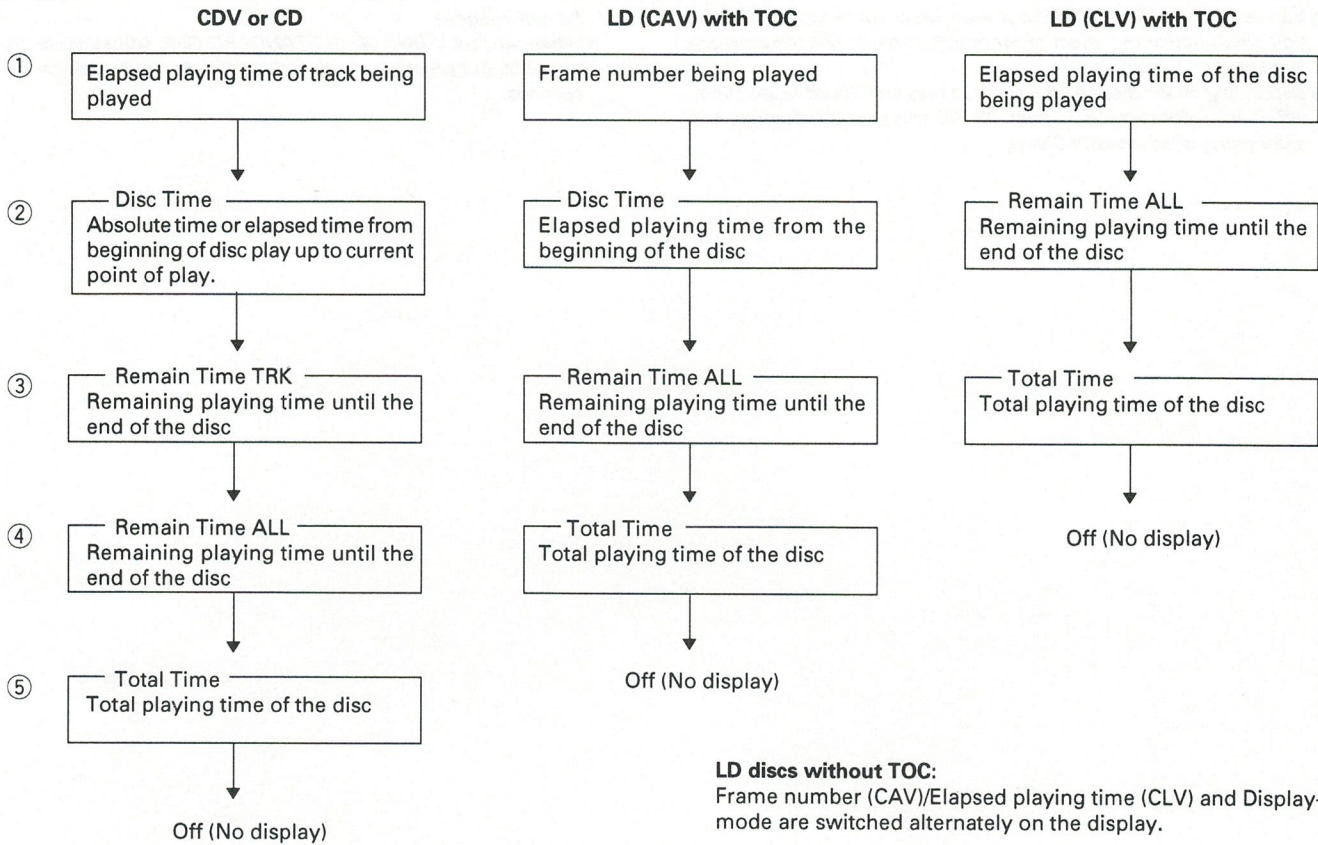 CDV or CD
① Elapsed playing time of track being
played
② Disc Time
Absolute time or elapsed time from
beginning of disc play up to current
point of play.
③ Remain Time TRK
Remaining playing time until the
end of the disc
④ Remain Time ALL
Remaining playing time until the
end of the disc
⑤ Total Time
Total playing time of the disc
Off (No display)
LD (CAV) with TOC
Frame number being played
Disc Time
Elapsed playing time from the
beginning of the disc
Remain Time ALL
Remaining playing time until the
end of the disc
Total Time
Total playing time of the disc
Off (No display)
LD (CLV) with TOC
Elapsed playing time of the disc
being played
Remain Time ALL
Remaining playing time until the
end of the disc
Total Time
Total playing time of the disc
Off (No display)
LD discs without TOC:
Frame number (CAV)/Elapsed playing time (CLV) and Display-
mode are switched alternately on the display.